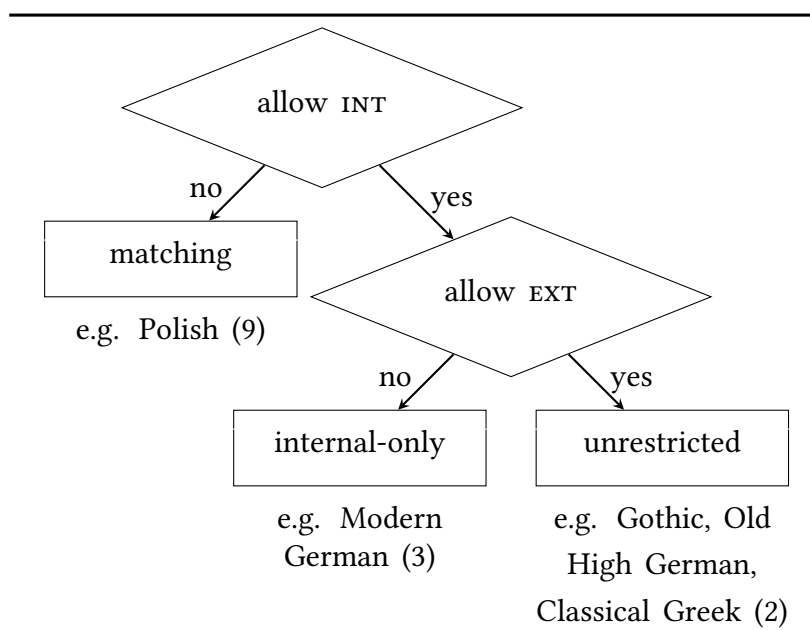 allow INT
no
yes
matching
allow EXT
e.g. Polish (9)
no
yes
internal-only
unrestricted
e.g. Modern
German (3)
e.g. Gothic, Old
High German,
Classical Greek (2)